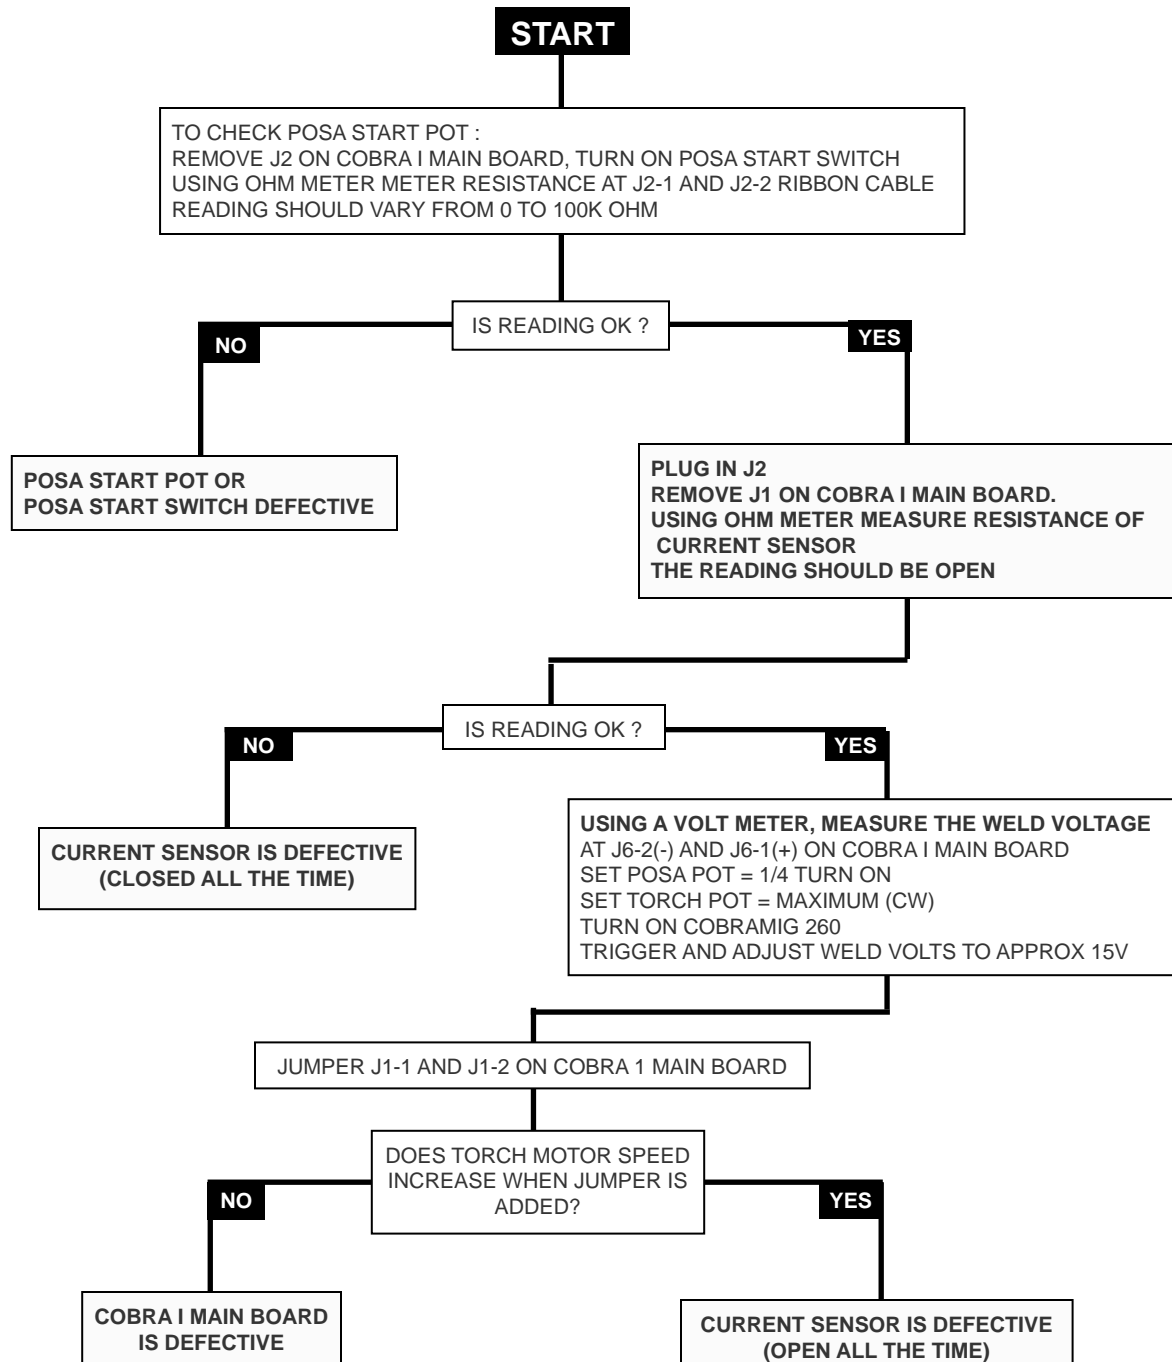 START
TO CHECK POSA START POT :
REMOVE J2 ON COBRA I MAIN BOARD, TURN ON POSA START SWITCH
USING OHM METER METER RESISTANCE AT J2-1 AND J2-2 RIBBON CABLE
READING SHOULD VARY FROM 0 TO 100K OHM
IS READING OK ?
NO
YES
POSA START POT OR
POSA START SWITCH DEFECTIVE
PLUG IN J2
REMOVE J1 ON COBRA I MAIN BOARD.
USING OHM METER MEASURE RESISTANCE OF
CURRENT SENSOR
THE READING SHOULD BE OPEN
IS READING OK ?
NO
YES
CURRENT SENSOR IS DEFECTIVE
(CLOSED ALL THE TIME)
USING A VOLT METER, MEASURE THE WELD VOLTAGE
AT J6-2(-) AND J6-1(+) ON COBRA I MAIN BOARD
SET POSA POT = 1/4 TURN ON
SET TORCH POT = MAXIMUM (CW)
TURN ON COBRAMIG 260
TRIGGER AND ADJUST WELD VOLTS TO APPROX 15V
JUMPER J1-1 AND J1-2 ON COBRA 1 MAIN BOARD
DOES TORCH MOTOR SPEED
INCREASE WHEN JUMPER IS
ADDED?
NO
YES
COBRA I MAIN BOARD
IS DEFECTIVE
CURRENT SENSOR IS DEFECTIVE
(OPEN ALL THE TIME)